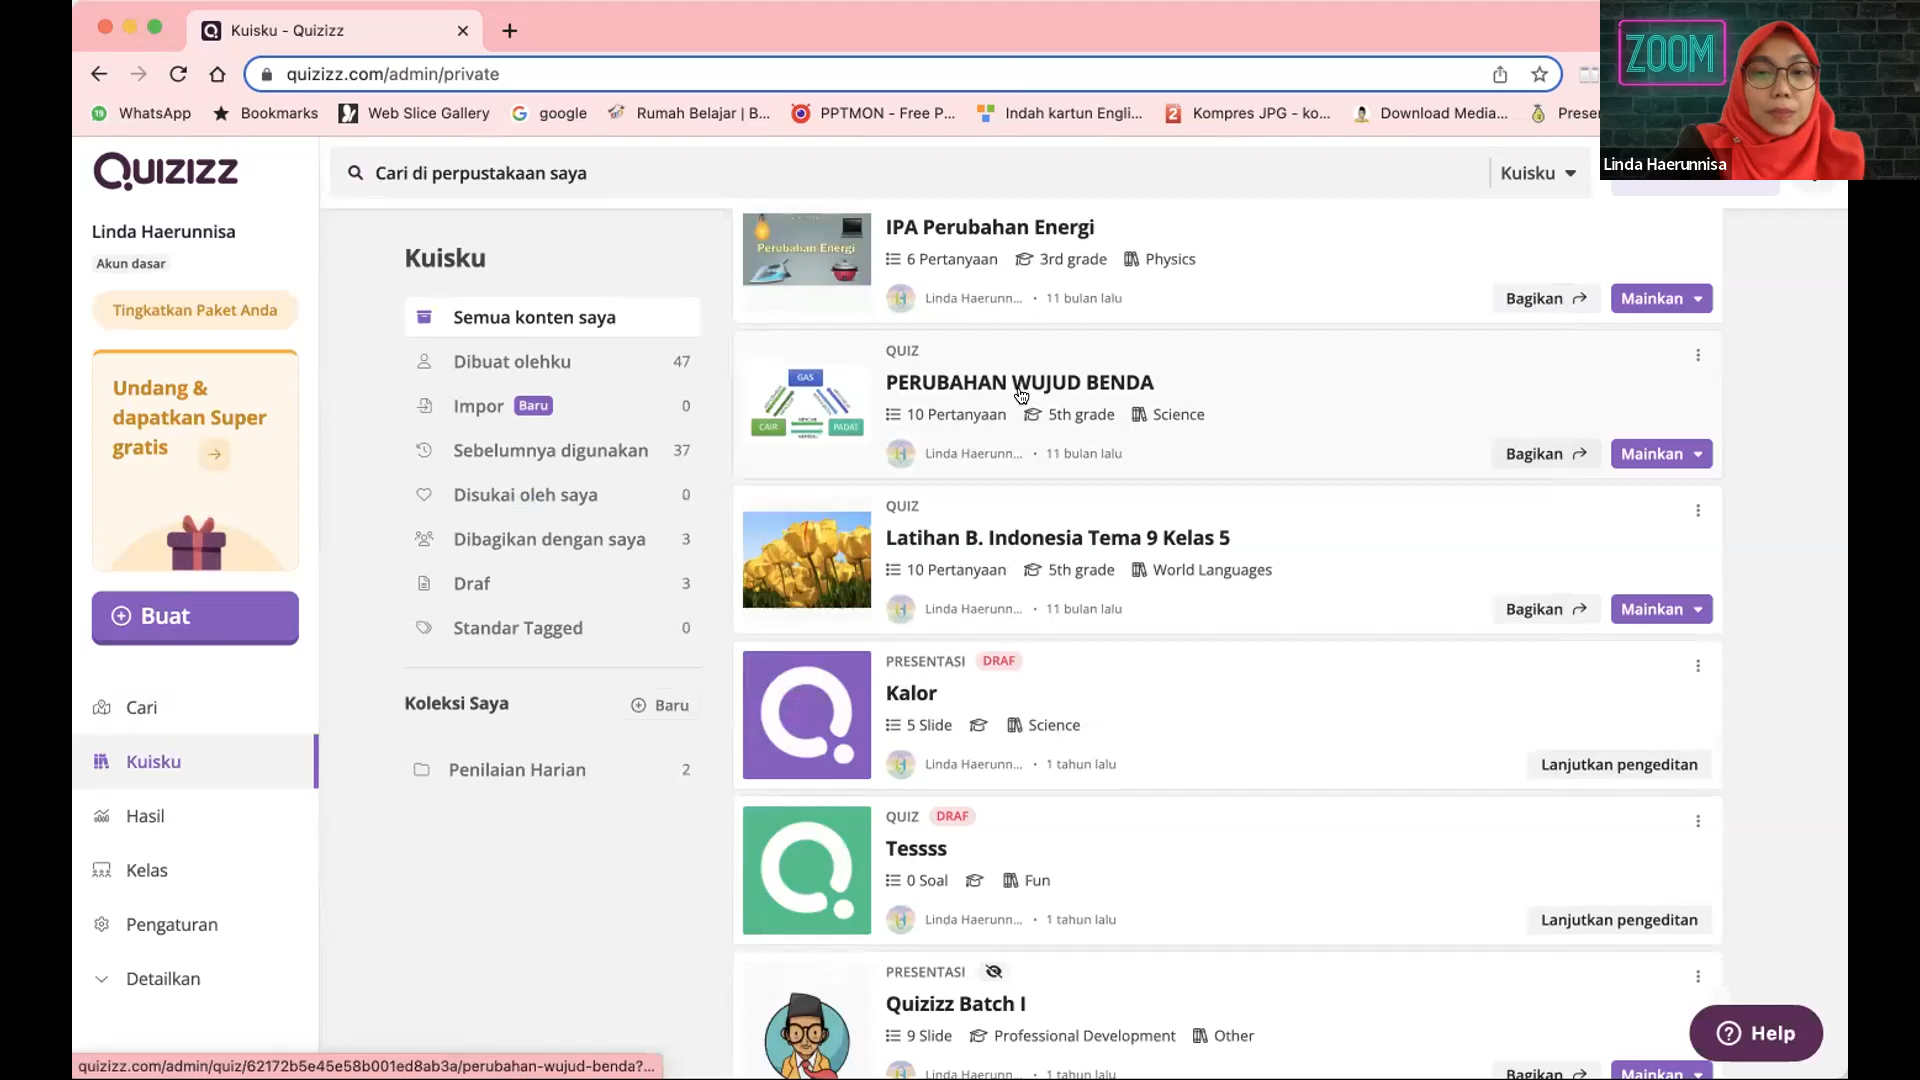 Kuisku - Quizizz
quizizz.com/admin/private
WhatsApp
Bookmarks
Web Slice Gallery
google
Rumah Belajar | B...
PPTMON - Free P...
Indah kartun Engli...
Kompres JPG - ko...
Download Media...
ZOOM
Linda Haerunnisa
QUIZIZZ
Cari di perpustakaan saya
Kuisku
Linda Haerunnisa
Akun dasar
Tingkatkan Paket Anda
Undang &
dapatkan Super
gratis
Buat
Cari
Kuisku
Hasil
Kelas
Pengaturan
Detailkan
Kuisku
Semua konten saya
Dibuat olehku 47
Impor Baru 0
Sebelumnya digunakan 37
Disukai oleh saya 0
Dibagikan dengan saya 3
Draf 3
Standar Tagged 0
Koleksi Saya
Baru
Penilaian Harian 2
Perubahan Energi
IPA Perubahan Energi
6 Pertanyaan 3rd grade Physics
Linda Haerunn... • 11 bulan lalu
Bagikan
Mainkan
GAS
CAIR
PADAT
QUIZ
PERUBAHAN WUJUD BENDA
10 Pertanyaan 5th grade Science
Linda Haerunn... • 11 bulan lalu
Bagikan
Mainkan
QUIZ
Latihan B. Indonesia Tema 9 Kelas 5
10 Pertanyaan 5th grade World Languages
Linda Haerunn... • 11 bulan lalu
Bagikan
Mainkan
PRESENTASI DRAF
Kalor
5 Slide Science
Linda Haerunn... • 1 tahun lalu
Lanjutkan pengeditan
QUIZ DRAF
Tessss
0 Soal Fun
Linda Haerunn... • 1 tahun lalu
Lanjutkan pengeditan
PRESENTASI
Quizizz Batch I
9 Slide Professional Development Other
Linda Haerunn... • 1 tahun lalu
Bagikan
Mainkan
Help
quizizz.com/admin/quiz/62172b5e45e58b001ed8ab3a/perubahan-wujud-benda?...